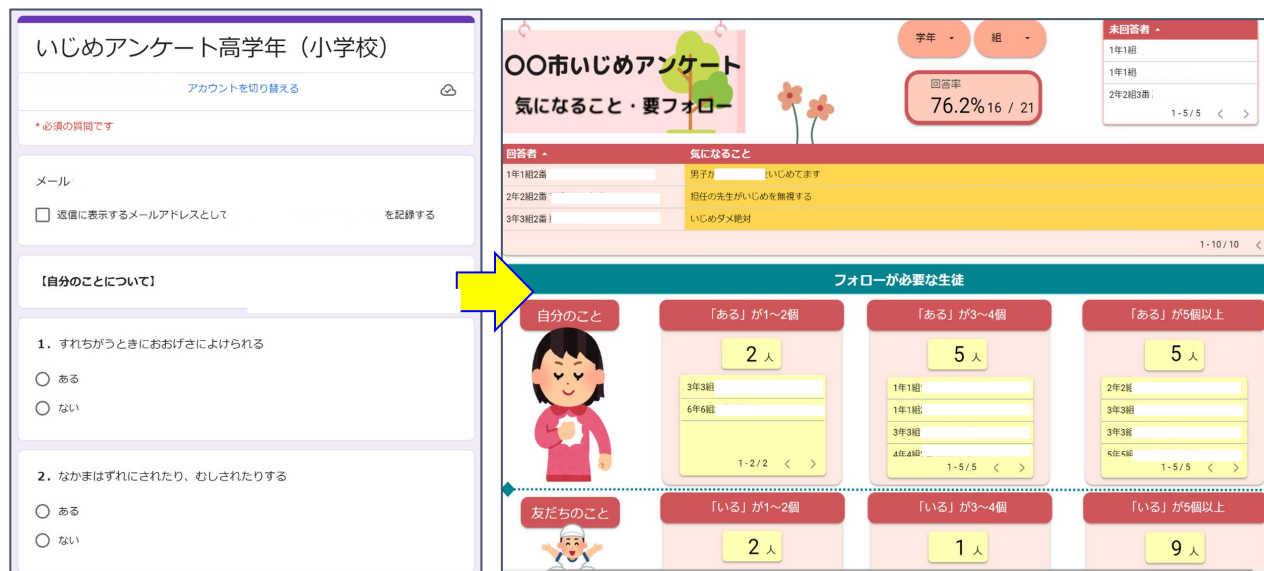 いじめアンケート高学年（小学校）
アカウントを切り替える
* 必須の質問です
メール
返信に表示するメールアドレスとして を記録する
【自分のことについて】
1. すれちがうときにおおげさによけられる
ある
ない
2. なかまはずれにされたり、むしされたりする
ある
ない
〇〇市いじめアンケート
気になること・要フォロー
学年
組
回答率
76.2% 16 / 21
未回答者
1年1組
1年1組
2年2組3番
1 - 5 / 5
回答者 気になること
1年1組2番 男子が いじめてます
2年2組2番 担任の先生がいじめを無視する
3年3組2番 いじめダメ絶対
1 - 10 / 10
フォローが必要な生徒
自分のこと
「ある」が1〜2個
2 人
3年3組
6年6組
1 - 2 / 2
「ある」が3〜4個
5 人
1年1組
1年1組
3年3組
4年4組
1 - 5 / 5
「ある」が5個以上
5 人
2年2組
3年3組
3年3組
5年5組
1 - 5 / 5
友だちのこと
「いる」が1〜2個
2 人
「いる」が3〜4個
1 人
「いる」が5個以上
9 人